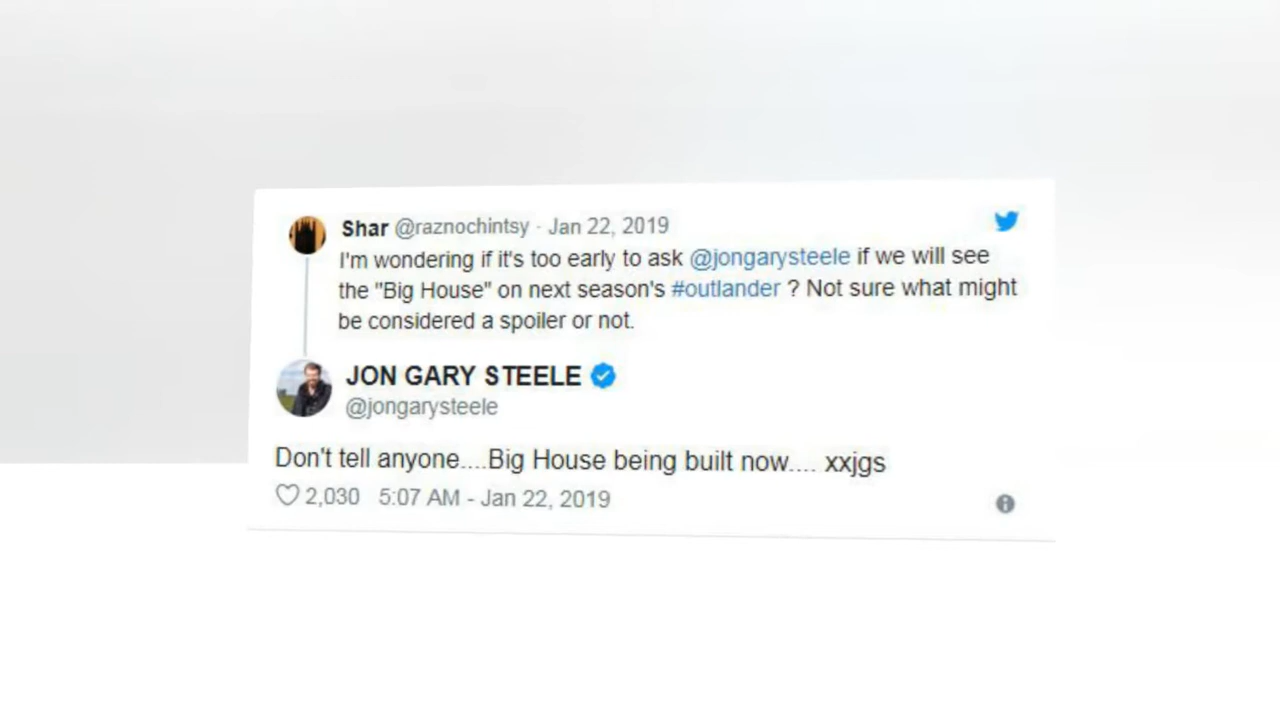 Shar @raznochintsy · Jan 22, 2019
I'm wondering if it's too early to ask @jongarysteele if we will see
the "Big House" on next season's #outlander ? Not sure what might
be considered a spoiler or not.
JON GARY STEELE
@jongarysteele
Don't tell anyone....Big House being built now.... xxjgs
2,030 5:07 AM - Jan 22, 2019